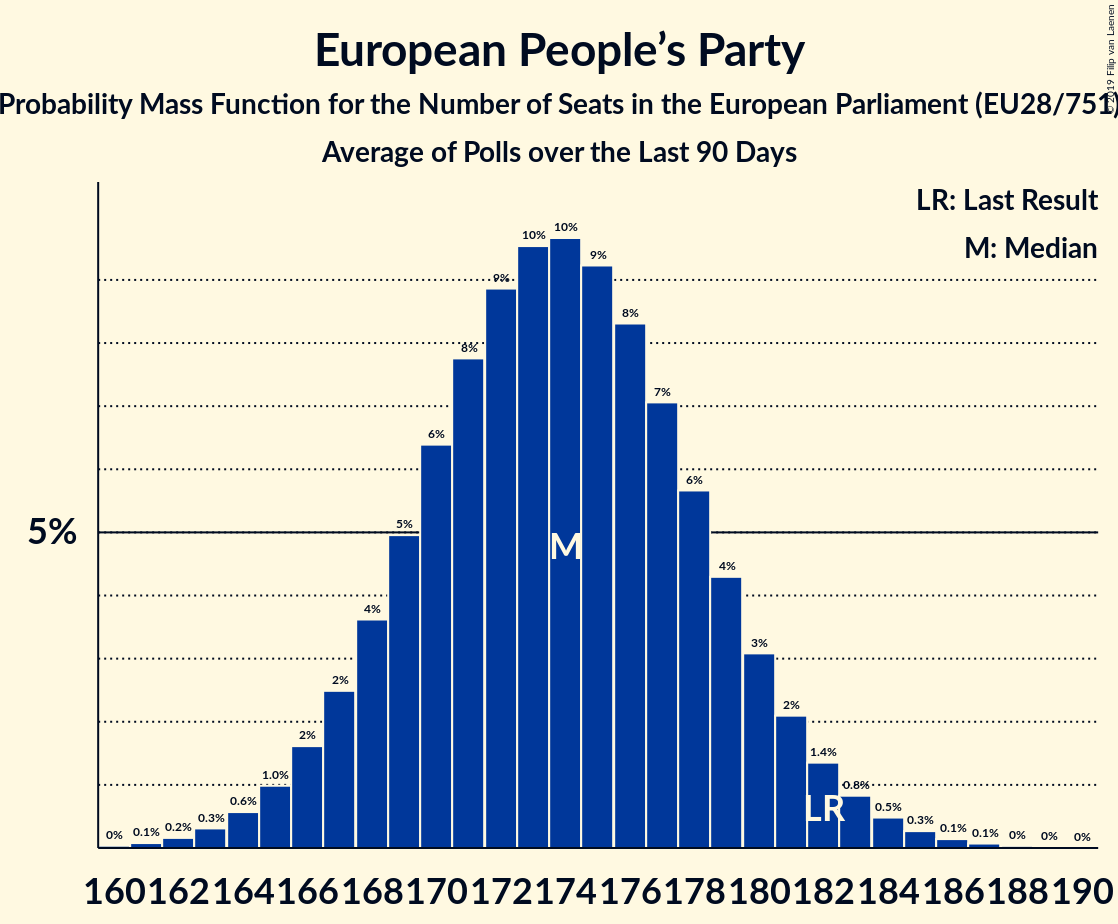 European People’s Party
Probability Mass Function for the Number of Seats in the European Parliament (EU28/751)
Average of Polls over the Last 90 Days
© 2019 Filip van Laenen
LR: Last Result
M: Median
5%
0% 0.1% 0.2% 0.3% 0.6% 1.0% 2% 2% 4% 5% 6% 8% 9% 10% 10% 9% 8% 7% 6% 4% 3% 2% 1.4% 0.8% 0.5% 0.3% 0.1% 0.1% 0% 0% 0%
M
LR
160 162 164 166 168 170 172 174 176 178 180 182 184 186 188 190